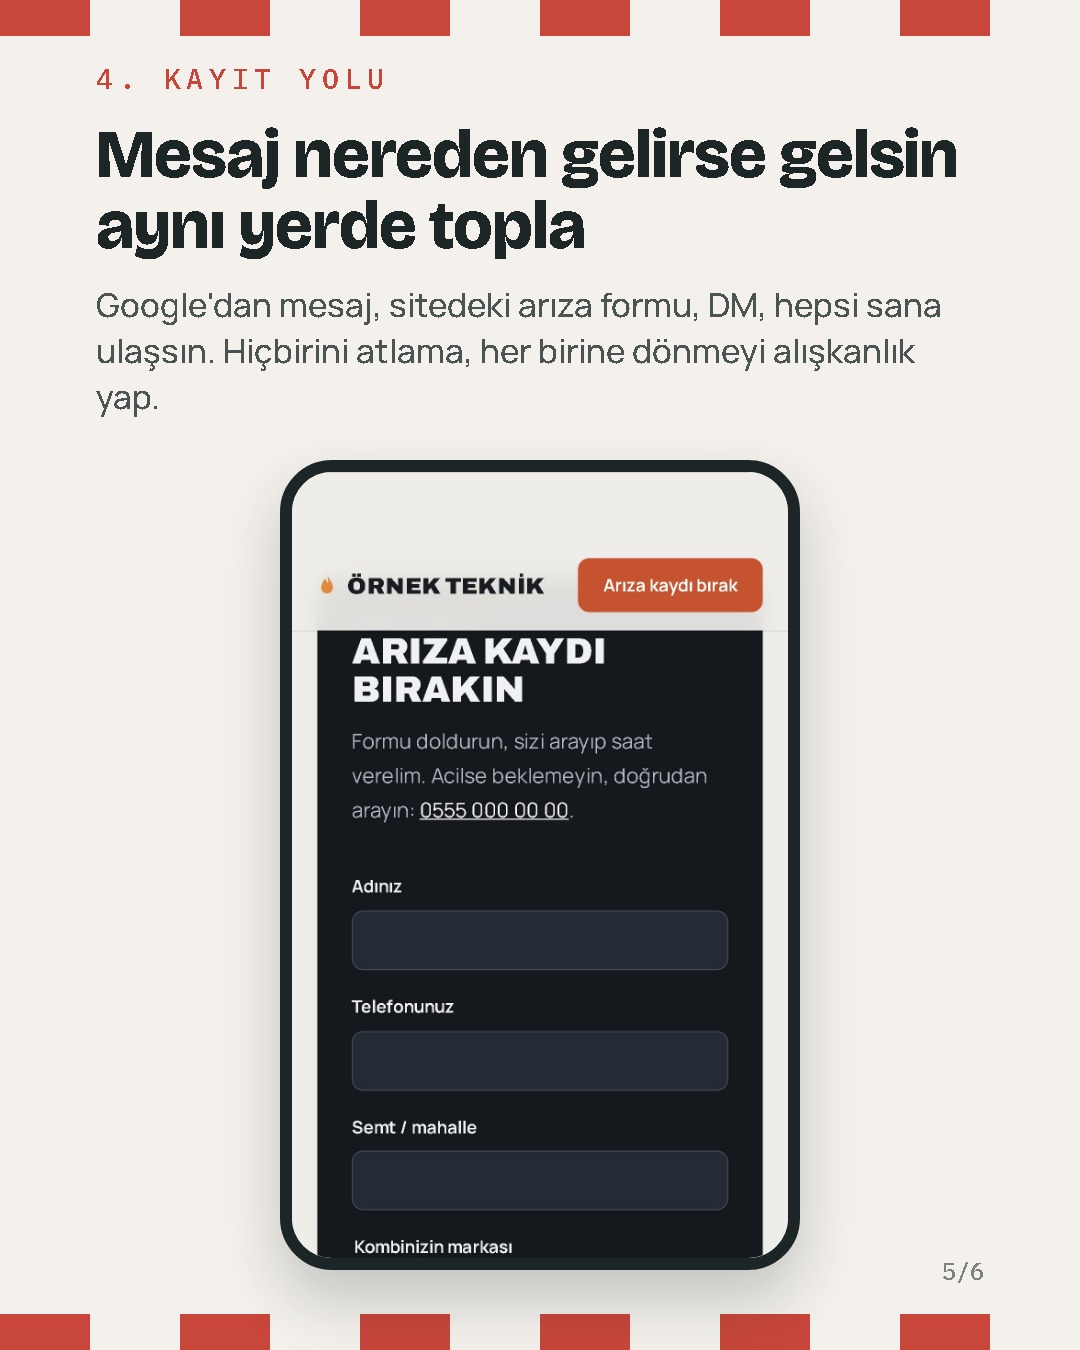 4. KAYIT YOLU
Mesaj nereden gelirse gelsin
aynı yerde topla
Google'dan mesaj, sitedeki arıza formu, DM, hepsi sana
ulaşsın. Hiçbirini atlama, her birine dönmeyi alışkanlık
yap.
ÖRNEK TEKNİK
Arıza kaydı bırak
ARIZA KAYDI
BIRAKIN
Formu doldurun, sizi arayıp saat
verelim. Acilse beklemeyin, doğrudan
arayın: 0555 000 00 00.
Adınız
Telefonunuz
Semt / mahalle
Kombinizin markası
5/6